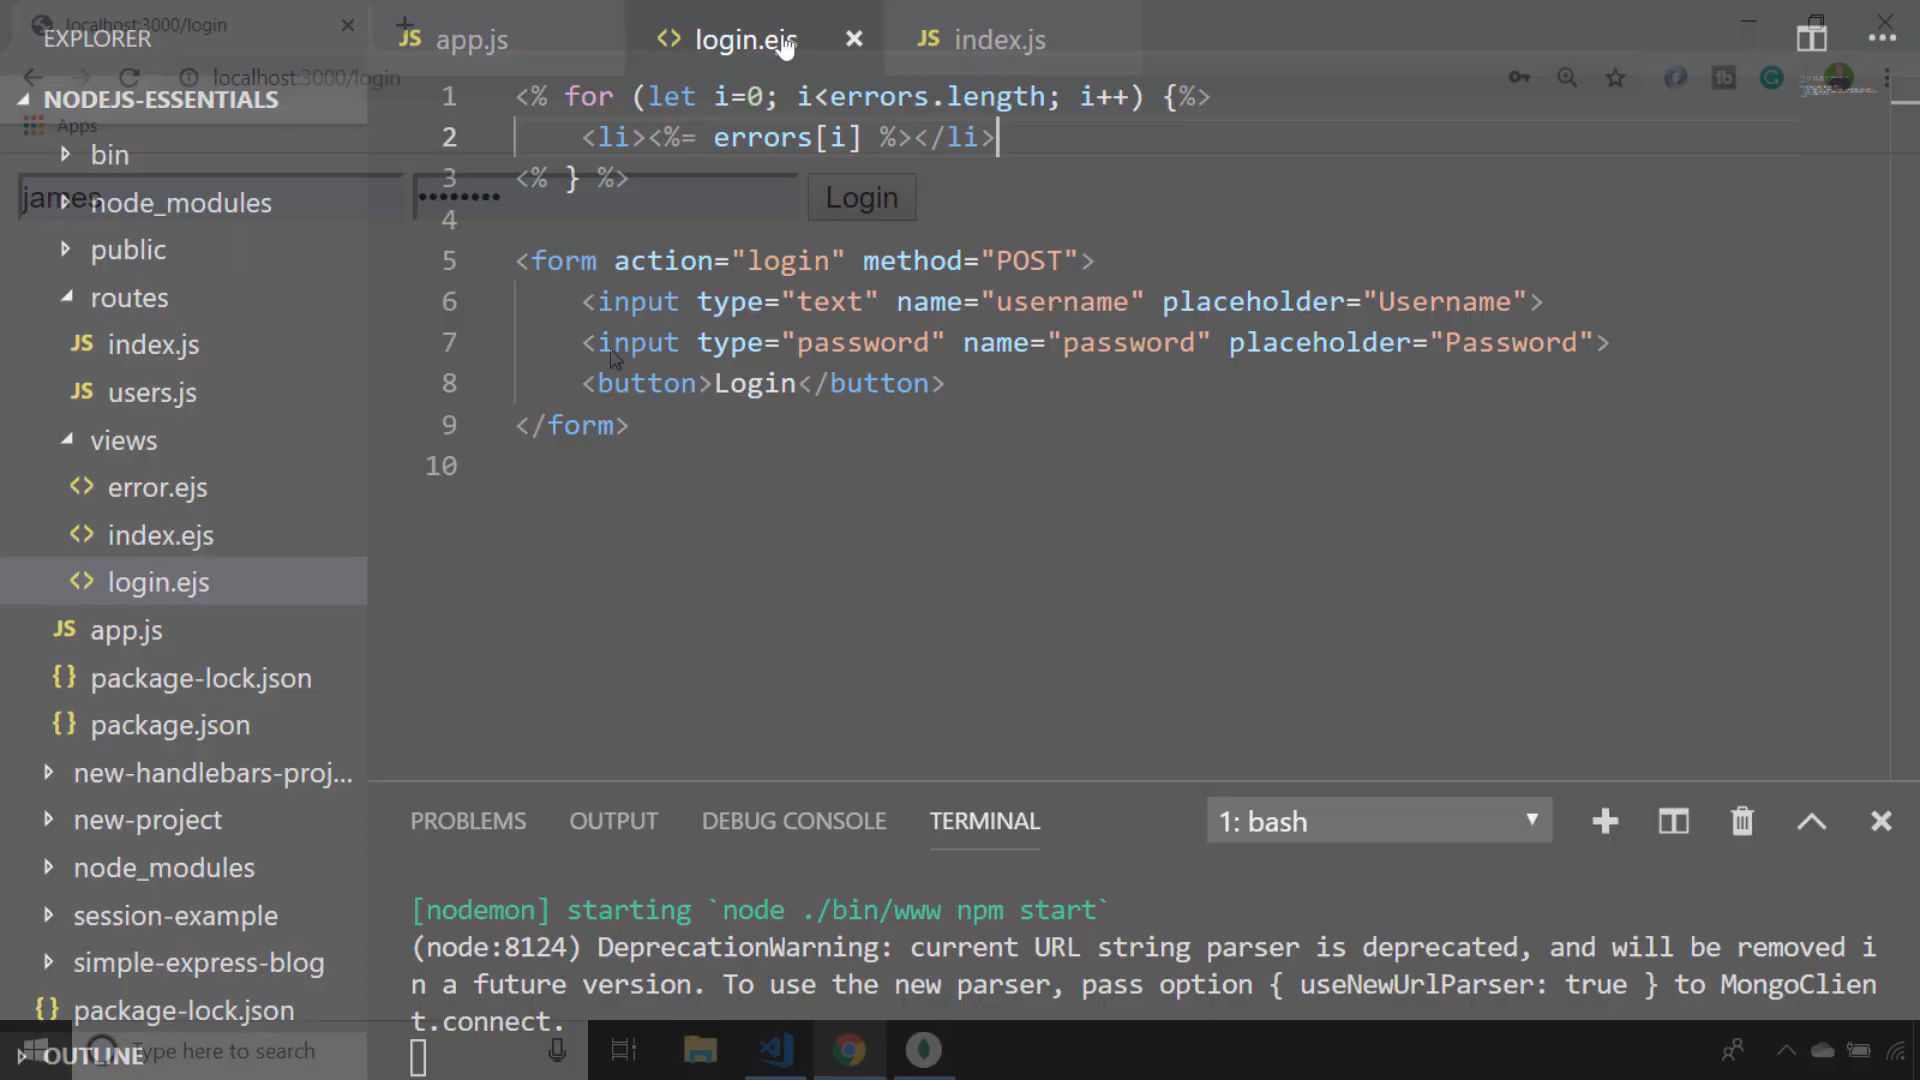 localhost:3000/login
EXPLORER
app.js
login.ejs
index.js
localhost:3000/login
NODEJS-ESSENTIALS
Apps
bin
james
node_modules
public
routes
index.js
users.js
views
error.ejs
index.ejs
login.ejs
app.js
package-lock.json
package.json
new-handlebars-proj...
new-project
node_modules
session-example
simple-express-blog
package-lock.json
OUTLINE
1 <% for (let i=0; i<errors.length; i++) {%>
2 <li><%= errors[i] %></li>
3 <% } %>
•••••••• Login
4
5 <form action="login" method="POST">
6 <input type="text" name="username" placeholder="Username">
7 <input type="password" name="password" placeholder="Password">
8 <button>Login</button>
9 </form>
10
PROBLEMS OUTPUT DEBUG CONSOLE TERMINAL 1: bash
[nodemon] starting `node ./bin/www npm start`
(node:8124) DeprecationWarning: current URL string parser is deprecated, and will be removed i
n a future version. To use the new parser, pass option { useNewUrlParser: true } to MongoClien
t.connect.
Type here to search